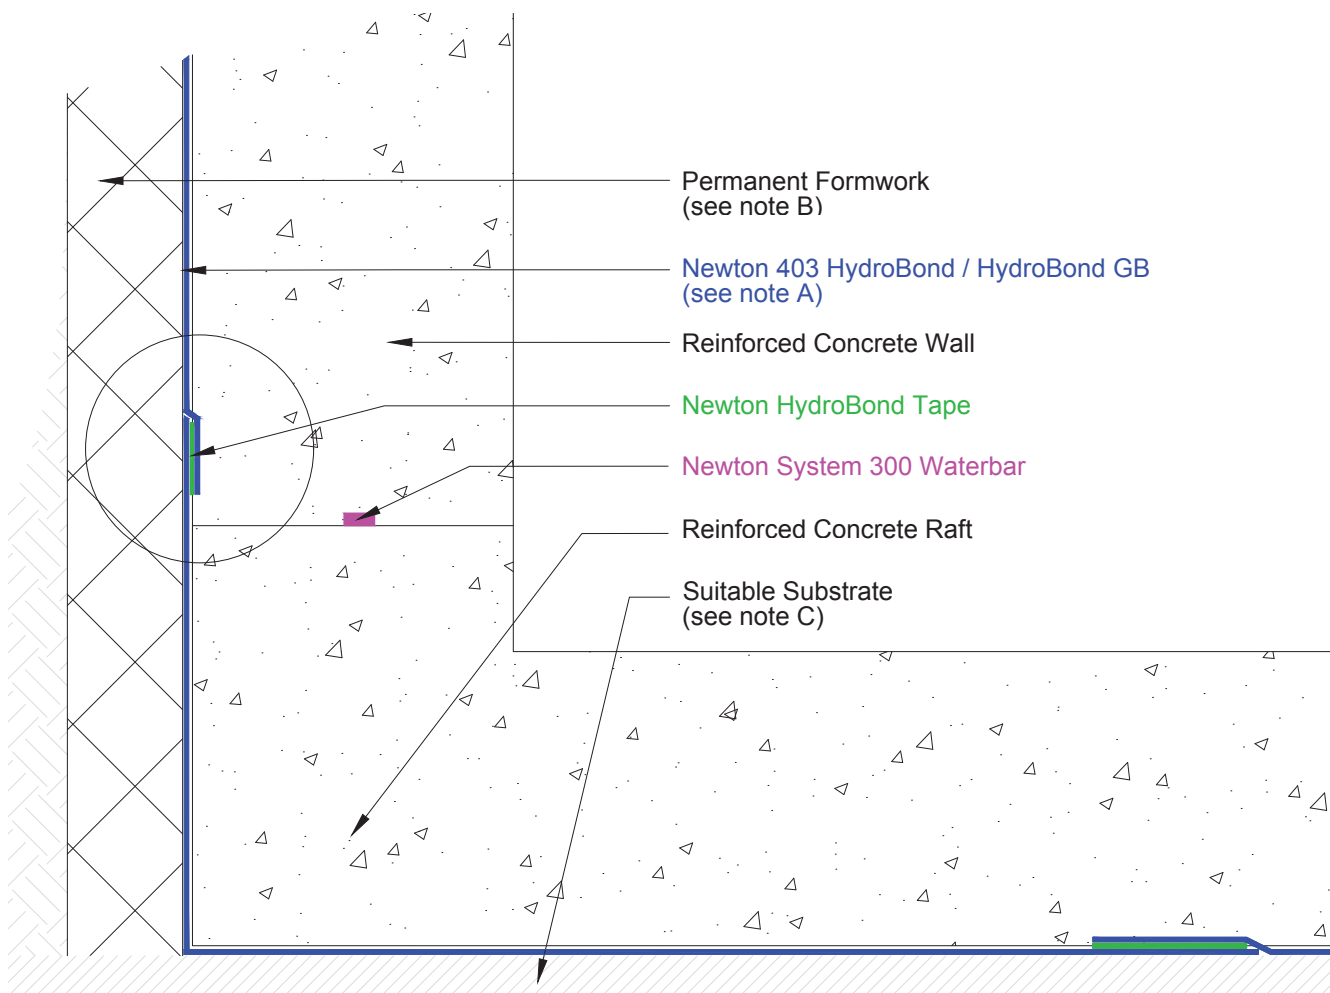 Permanent Formwork
(see note B)
Newton 403 HydroBond / HydroBond GB
(see note A)
Reinforced Concrete Wall
Newton HydroBond Tape
Newton System 300 Waterbar
Reinforced Concrete Raft
Suitable Substrate
(see note C)